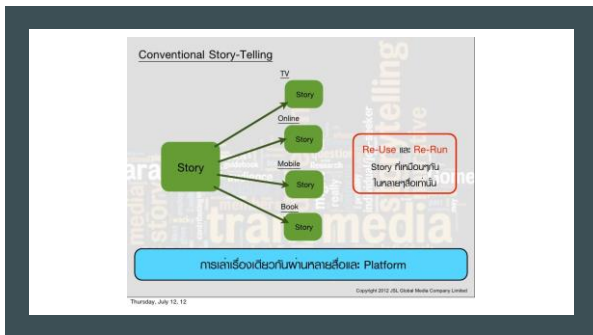 Conventional Story-Telling
TV
Story
Online
Story
Story
Mobile
Story
Book
Story
Re-Use และ Re-Run
Story ที่เหมือนๆกัน
ในหลายๆสื่อเท่านั้น
การเล่าเรื่องเดียวกันผ่านหลายสื่อและ Platform
Copyright 2012 JSL Global Media Company Limited
Thursday, July 12, 12
transmedia
storytelling